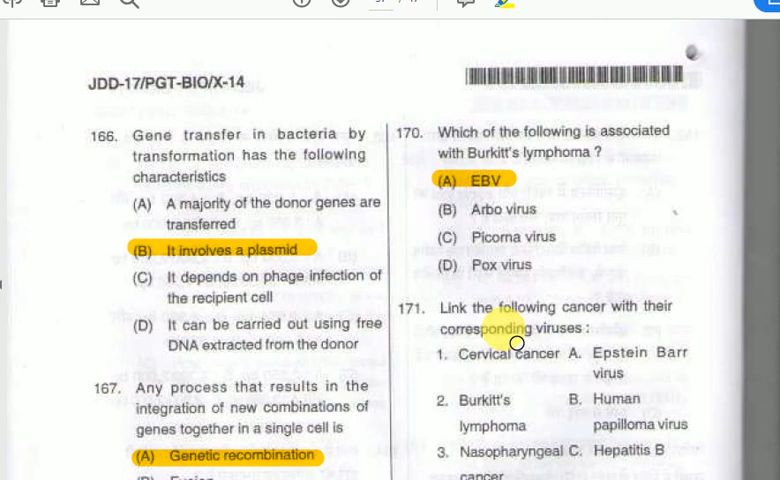 JDD-17/PGT-BIO/X-14
166. Gene transfer in bacteria by
transformation has the following
characteristics
(A) A majority of the donor genes are
transferred
(B) It involves a plasmid
(C) It depends on phage infection of
the recipient cell
(D) It can be carried out using free
DNA extracted from the donor
167. Any process that results in the
integration of new combinations of
genes together in a single cell is
(A) Genetic recombination
170. Which of the following is associated
with Burkitt's lymphoma ?
(A) EBV
(B) Arbo virus
(C) Picorna virus
(D) Pox virus
171. Link the following cancer with their
corresponding viruses :
1. Cervical cancer A. Epstein Barr
virus
2. Burkitt's B. Human
lymphoma papilloma virus
3. Nasopharyngeal C. Hepatitis B
cancer